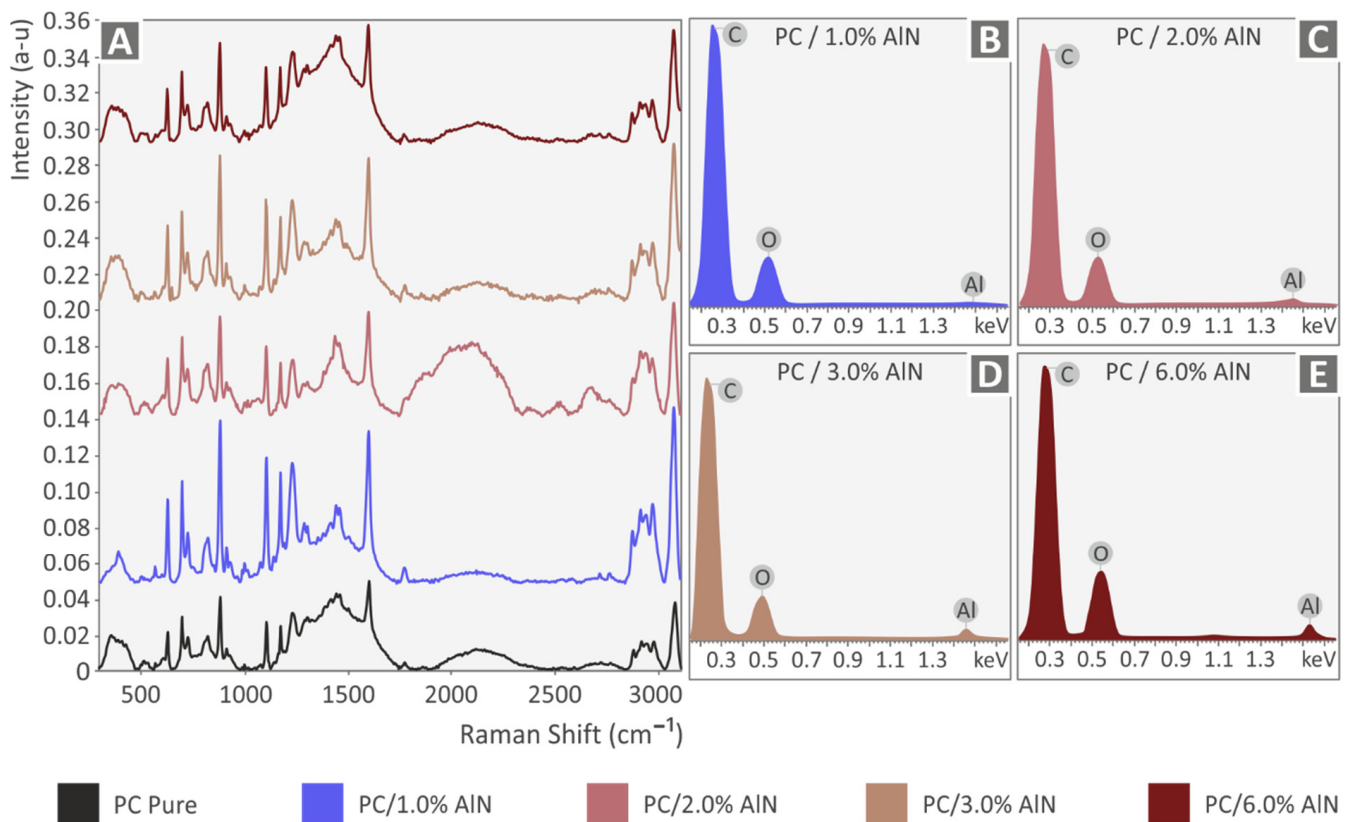 Intensity (a-u)
0.36
0.34
0.32
0.30
0.28
0.26
0.24
0.22
0.20
0.18
0.16
0.14
0.12
0.10
0.08
0.06
0.04
0.02
0
A
500 1000 1500 2000 2500 3000
Raman Shift (cm⁻¹)
PC / 1.0% AlN
B
C
O
Al
0.3 0.5 0.7 0.9 1.1 1.3 keV
PC / 2.0% AlN
C
C
O
Al
0.3 0.5 0.7 0.9 1.1 1.3 keV
PC / 3.0% AlN
D
C
O
Al
0.3 0.5 0.7 0.9 1.1 1.3 keV
PC / 6.0% AlN
E
C
O
Al
0.3 0.5 0.7 0.9 1.1 1.3 keV
PC Pure
PC/1.0% AlN
PC/2.0% AlN
PC/3.0% AlN
PC/6.0% AlN